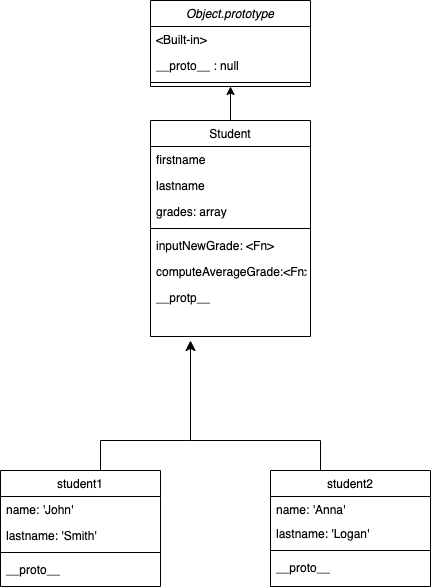 Object.prototype
<Built-in>
__proto__ : null
Student
firstname
lastname
grades: array
inputNewGrade: <Fn>
computeAverageGrade:<Fn:
__protp__
student1
name: 'John'
lastname: 'Smith'
__proto__
student2
name: 'Anna'
lastname: 'Logan'
__proto__